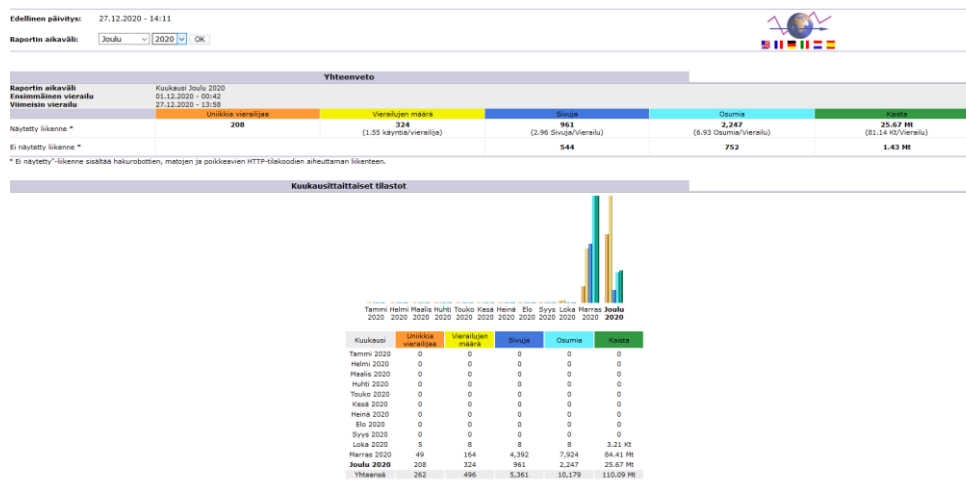 Edellinen päivitys: 27.12.2020 - 14:11
Raportin aikaväli: Joulu 2020 OK
Yhteenveto
Raportin aikaväli Kuukausi Joulu 2020
Ensimmäinen vierailu 01.12.2020 - 00:42
Viimeisin vierailu 27.12.2020 - 13:58
Uniikkia vierailijaa Vierailujen määrä Sivuja Osumia Kaista
Näytetty liikenne * 208 324 961 2,247 25.67 Mt
(1.55 käyntiä/vierailija) (2.96 Sivuja/Vierailu) (6.93 Osumia/Vierailu) (81.14 Kt/Vierailu)
Ei näytetty liikenne * 544 752 1.43 Mt
* Ei näytetty"-liikenne sisältää hakurobottien, matojen ja poikkeavien HTTP-tilakoodien aiheuttaman liikenteen.
Kuukausittaittaiset tilastot
Tammi Helmi Maalis Huhti Touko Kesä Heinä Elo Syys Loka Marras Joulu
2020 2020 2020 2020 2020 2020 2020 2020 2020 2020 2020 2020
Kuukausi Uniikkia vierailijaa Vierailujen määrä Sivuja Osumia Kaista
Tammi 2020 0 0 0 0 0
Helmi 2020 0 0 0 0 0
Maalis 2020 0 0 0 0 0
Huhti 2020 0 0 0 0 0
Touko 2020 0 0 0 0 0
Kesä 2020 0 0 0 0 0
Heinä 2020 0 0 0 0 0
Elo 2020 0 0 0 0 0
Syys 2020 0 0 0 0 0
Loka 2020 5 8 8 8 3.21 Kt
Marras 2020 49 164 4,392 7,924 84.41 Mt
Joulu 2020 208 324 961 2,247 25.67 Mt
Yhteensä 262 496 5,361 10,179 110.09 Mt